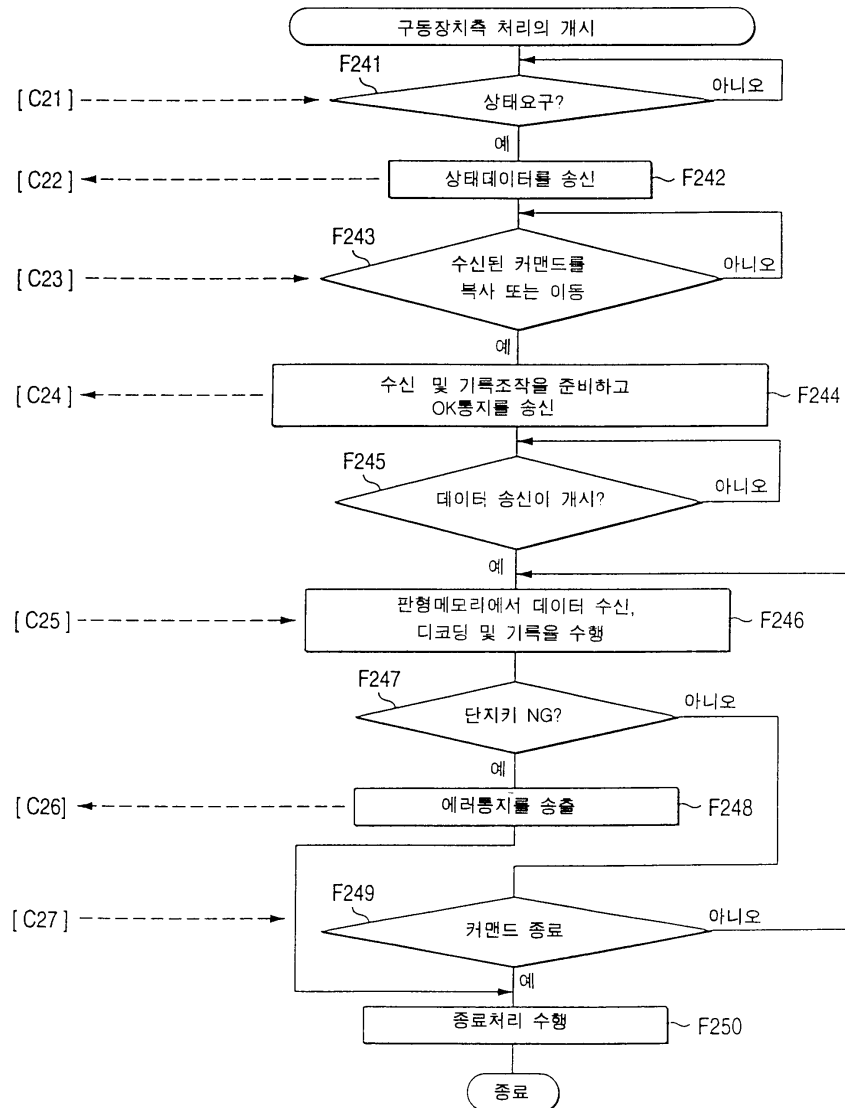 구동장치측 처리의 개시
F241
아니오
[C21]
상태요구?
예
[C22]
상태데이터를 송신
F242
F243
아니오
[C23]
수신된 커맨드를
복사 또는 이동
예
[C24]
수신 및 기록조작을 준비하고
OK통지를 송신
F244
F245
아니오
데이터 송신이 개시?
예
[C25]
판형메모리에서 데이터 수신,
디코딩 및 기록을 수행
F246
F247
아니오
단지키 NG?
예
[C26]
에러통지를 송출
F248
F249
아니오
[C27]
커맨드 종료
예
종료처리 수행
F250
종료